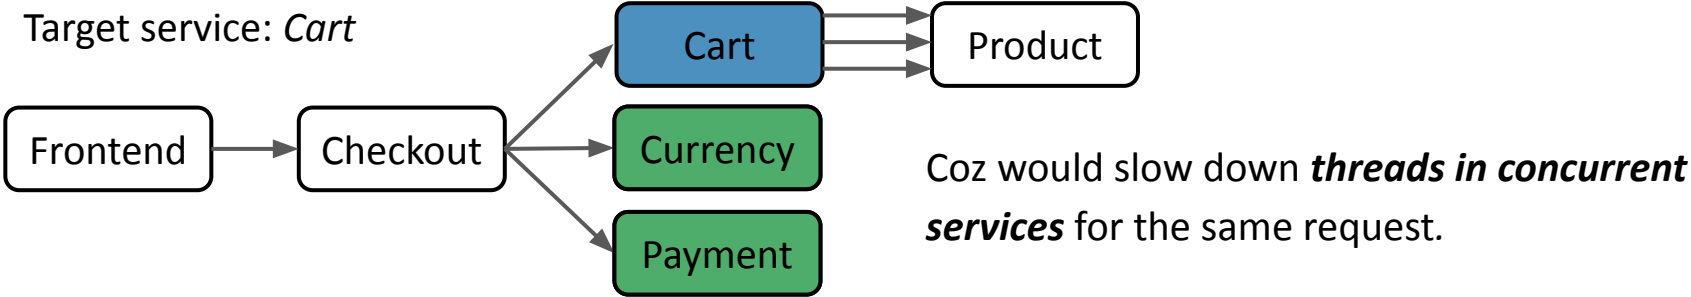 Target service: Cart
Cart
Product
Frontend
Checkout
Currency
Payment
Coz would slow down threads in concurrent
services for the same request.